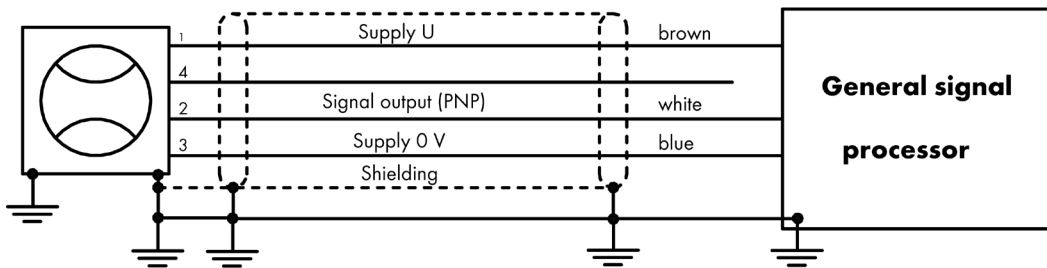 1
Supply U
brown
4
2
Signal output (PNP)
white
3
Supply 0 V
blue
Shielding
General signal
processor